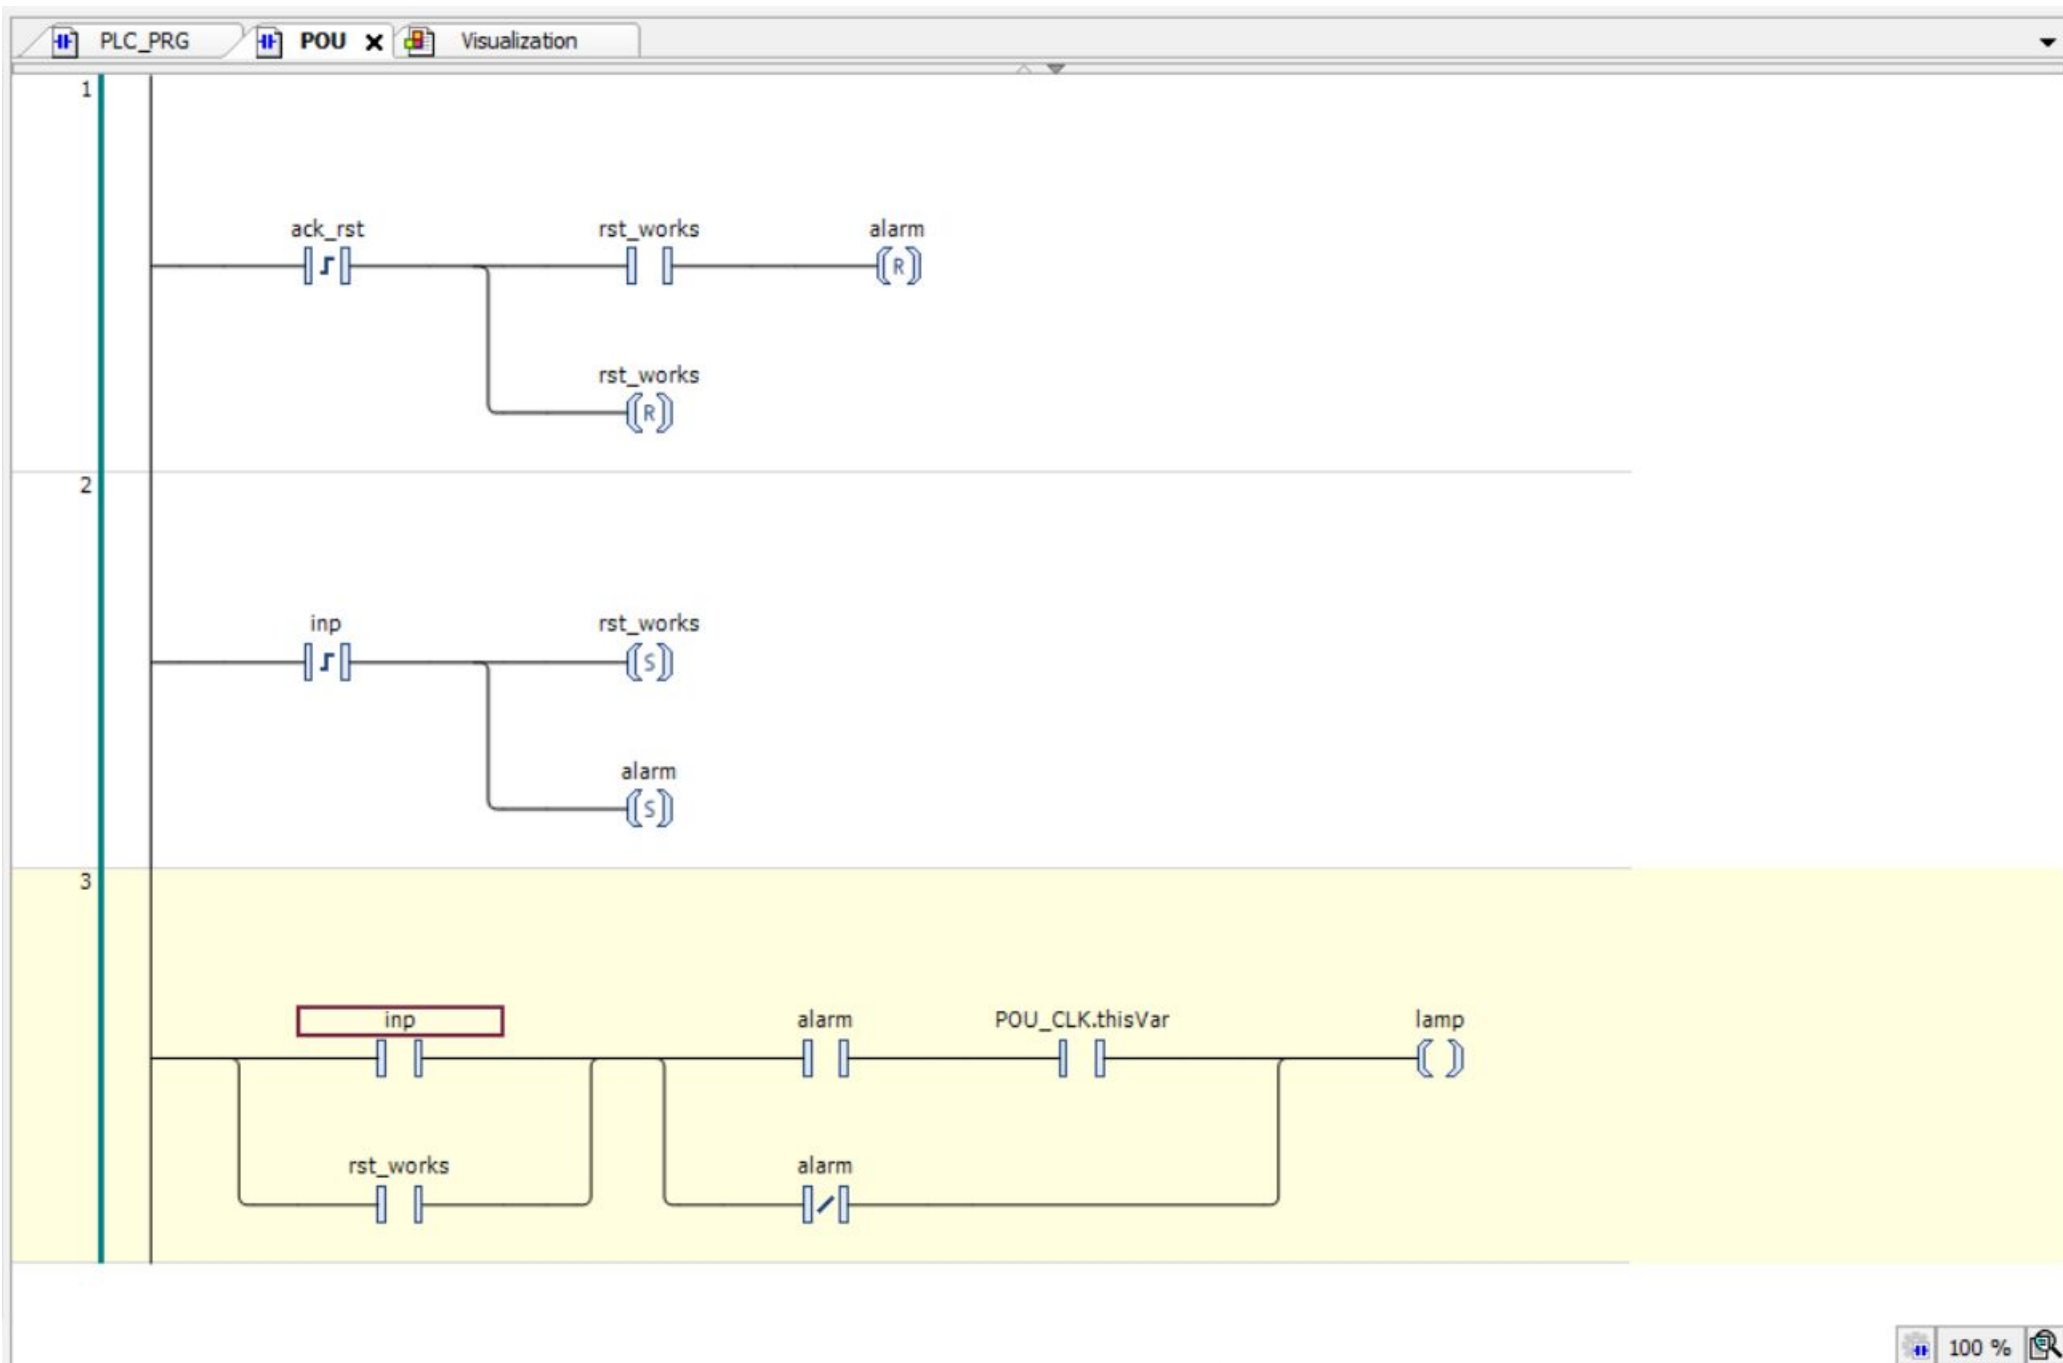 PLC_PRG POU Visualization
1
ack_rst rst_works alarm
R
rst_works
R
2
inp rst_works
S
alarm
S
3
inp alarm POU_CLK.thisVar lamp
rst_works alarm
100 %